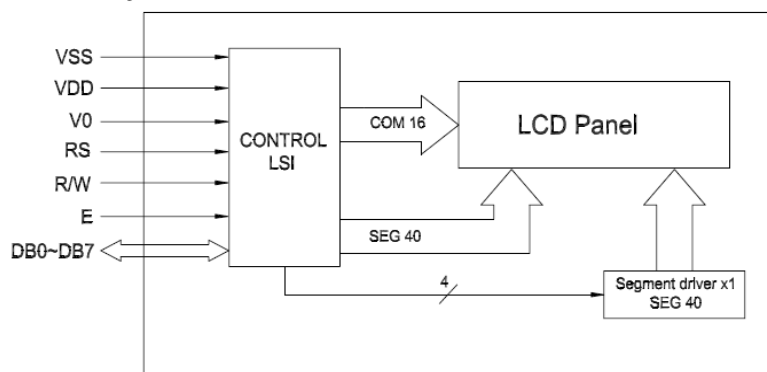 VSS
VDD
V0
RS
R/W
E
DB0~DB7
CONTROL
LSI
COM 16
SEG 40
LCD Panel
4
Segment driver x1
SEG 40